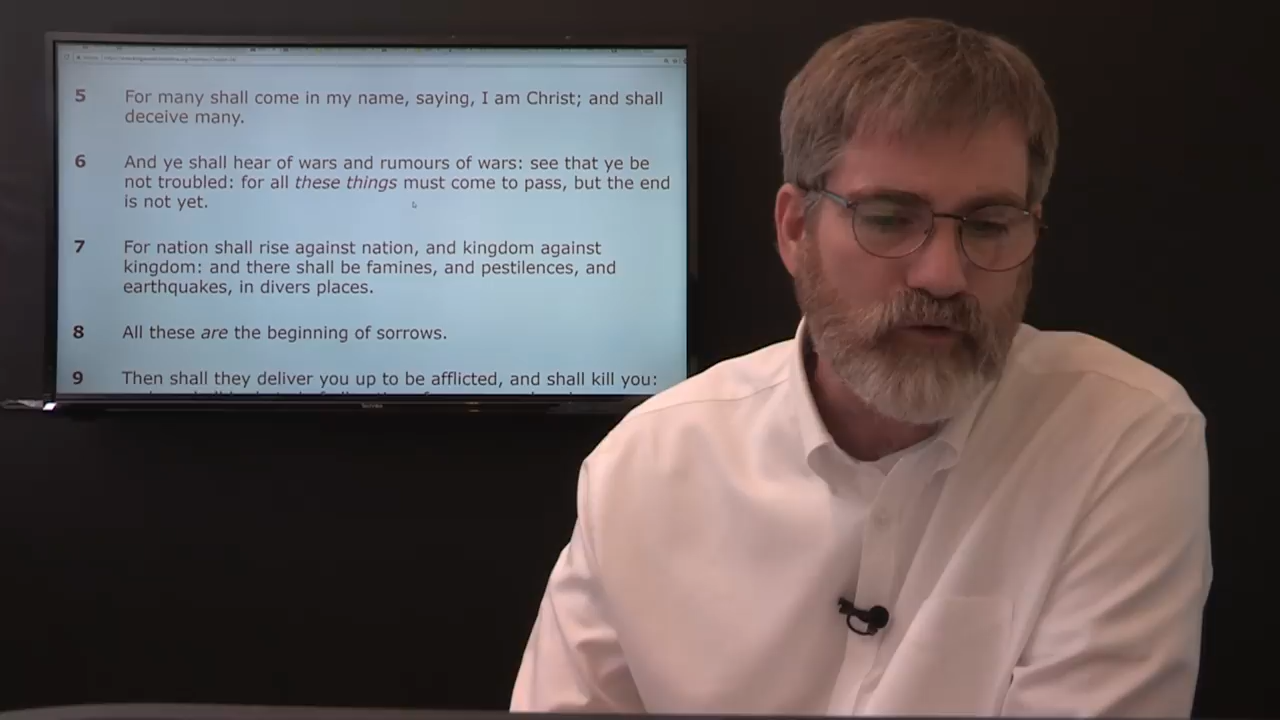 5 For many shall come in my name, saying, I am Christ; and shall
deceive many.
6 And ye shall hear of wars and rumours of wars: see that ye be
not troubled: for all these things must come to pass, but the end
is not yet.
7 For nation shall rise against nation, and kingdom against
kingdom: and there shall be famines, and pestilences, and
earthquakes, in divers places.
8 All these are the beginning of sorrows.
9 Then shall they deliver you up to be afflicted, and shall kill you: